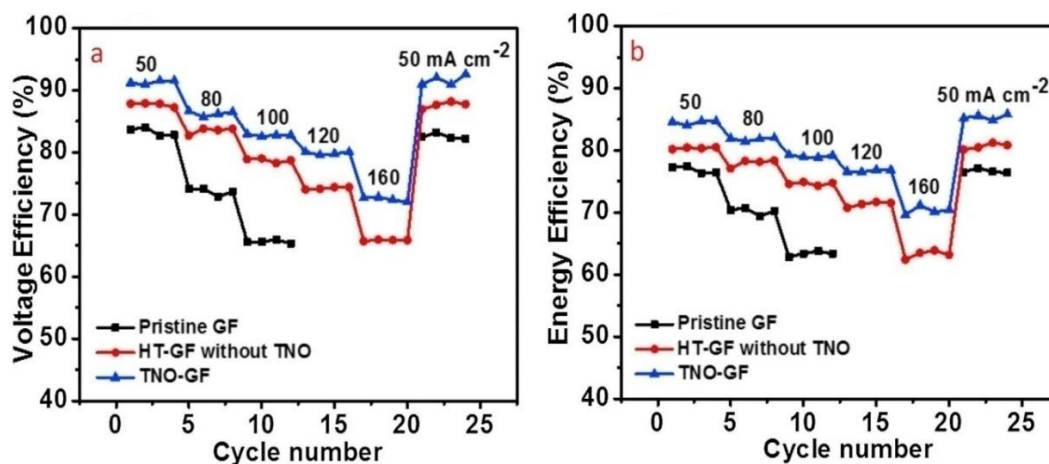 a
Voltage Efficiency (%)
100
90
80
70
60
50
40
50
80
100
120
160
50 mA cm-2
Pristine GF
HT-GF without TNO
TNO-GF
0
5
10
15
20
25
Cycle number
b
Energy Efficiency (%)
100
90
80
70
60
50
40
50
80
100
120
160
50 mA cm-2
Pristine GF
HT-GF without TNO
TNO-GF
0
5
10
15
20
25
Cycle number